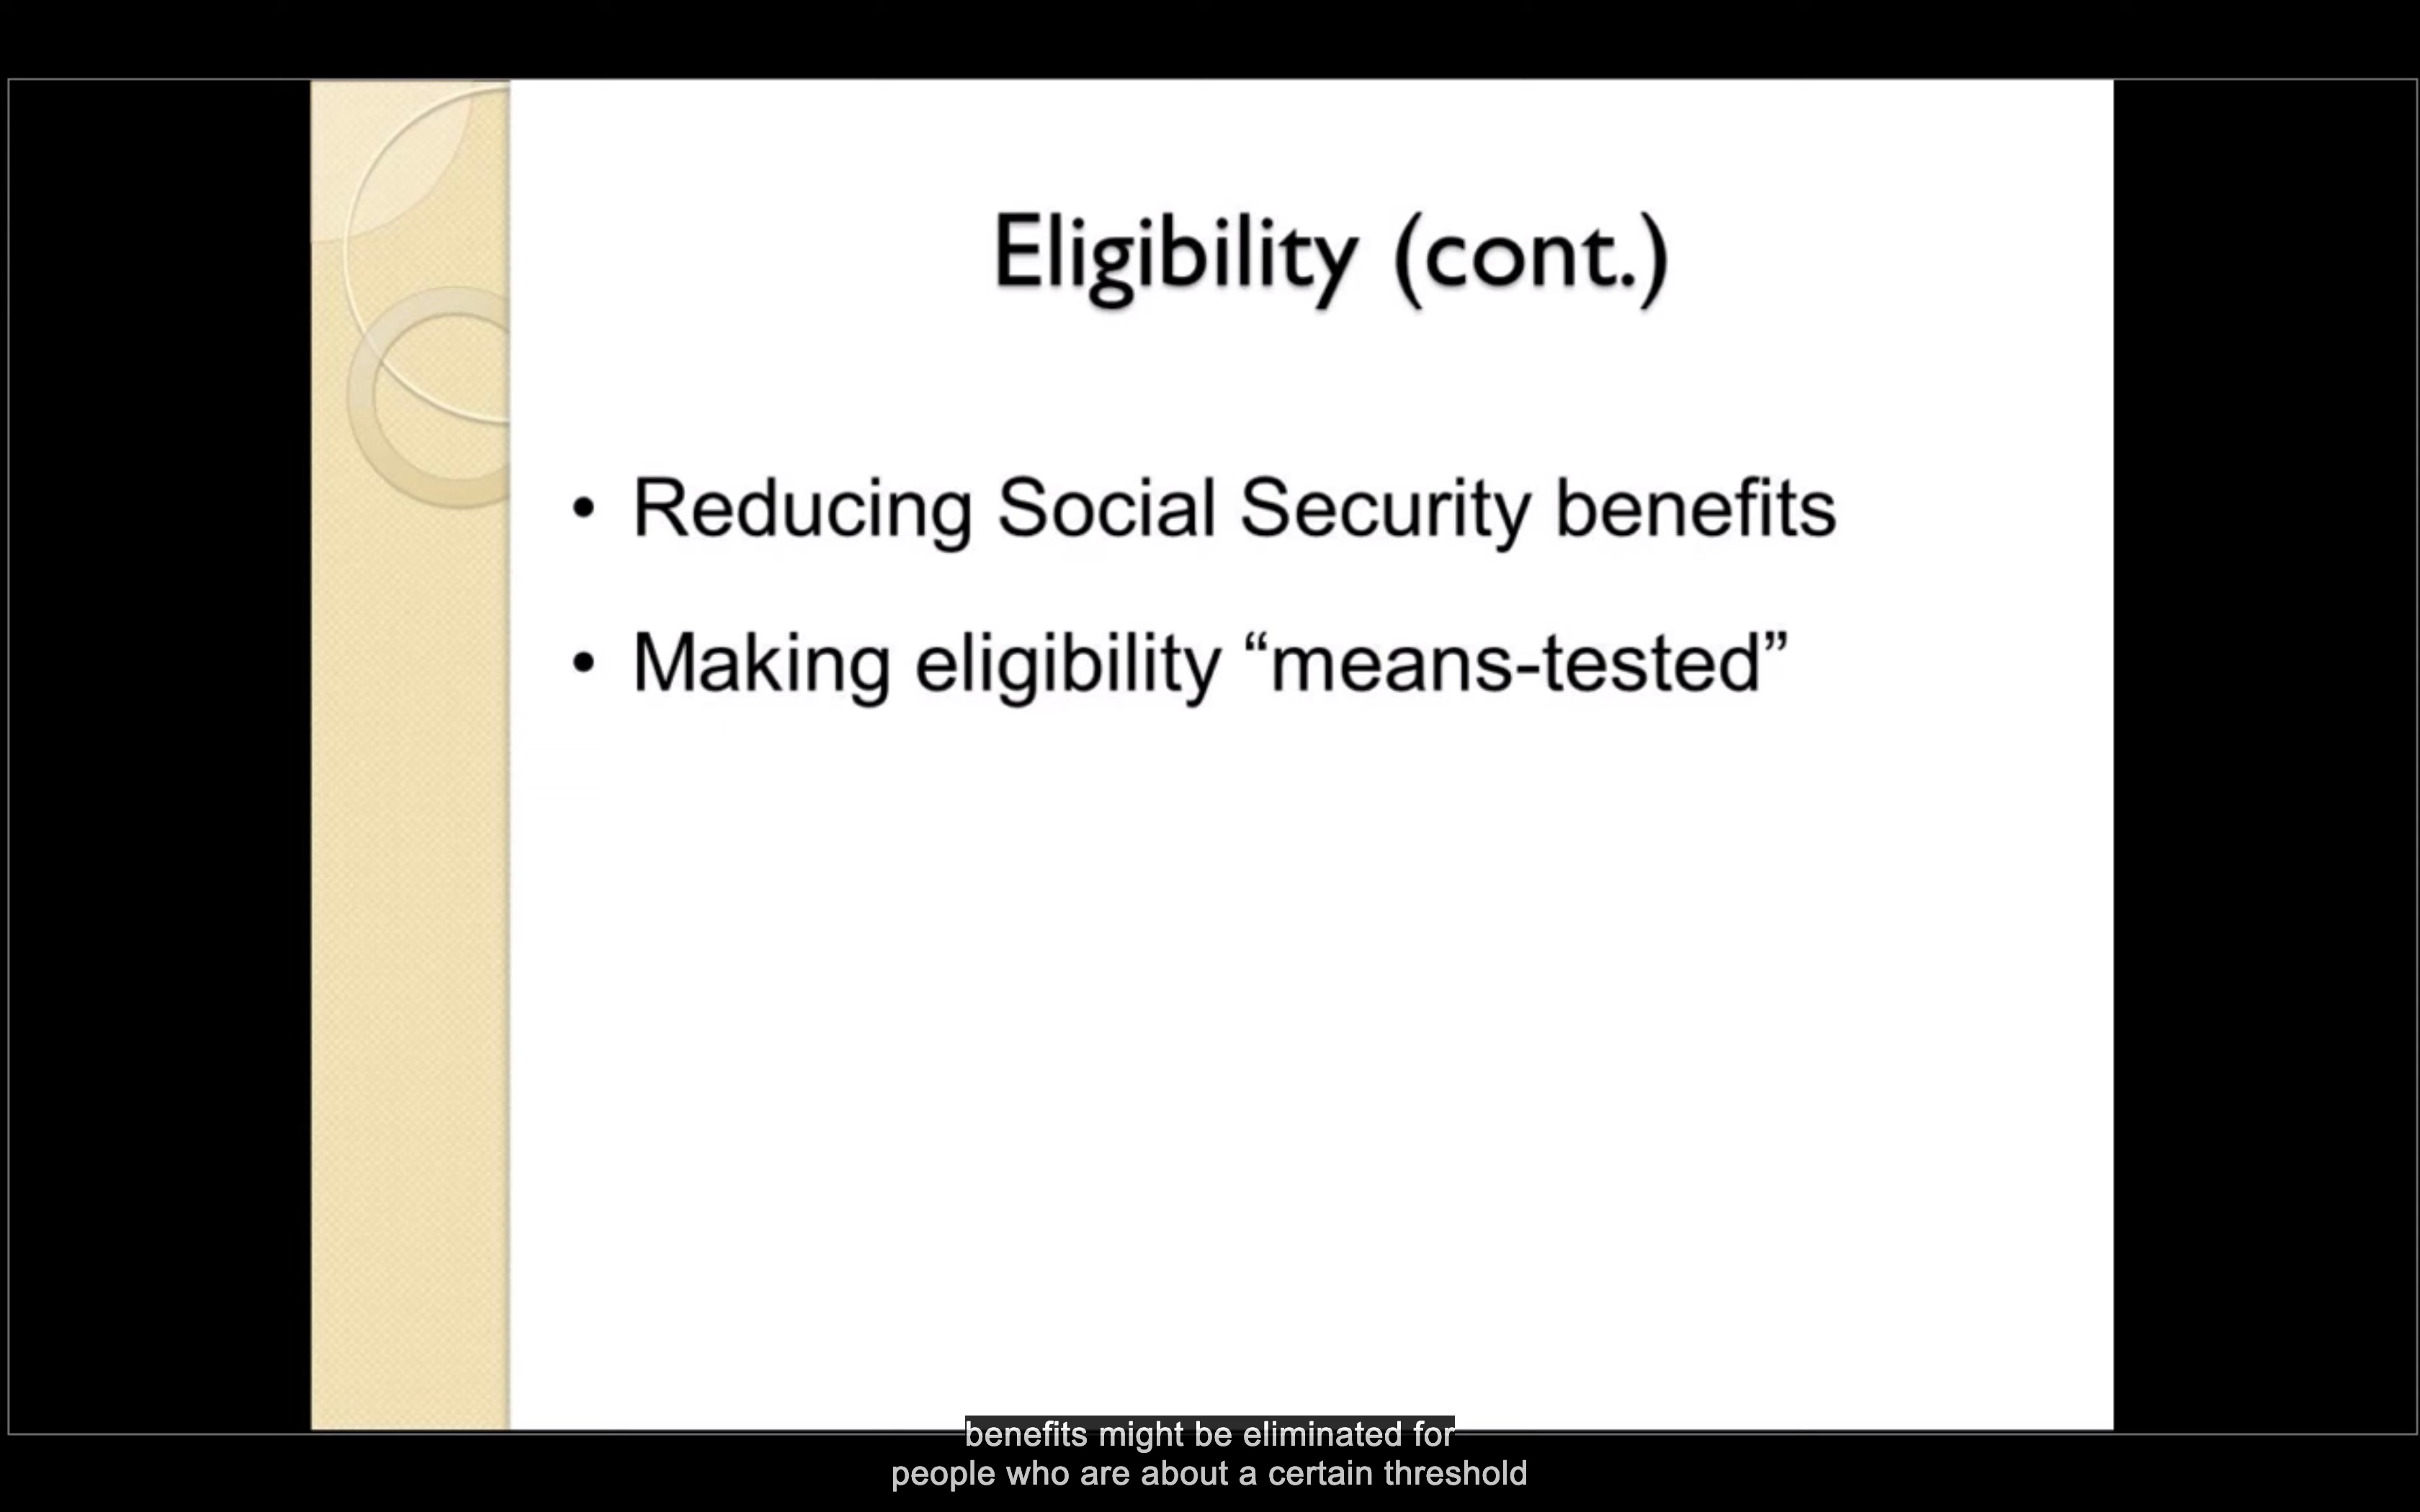 Eligibility (cont.)
• Reducing Social Security benefits
• Making eligibility “means-tested”
benefits might be eliminated for
people who are about a certain threshold